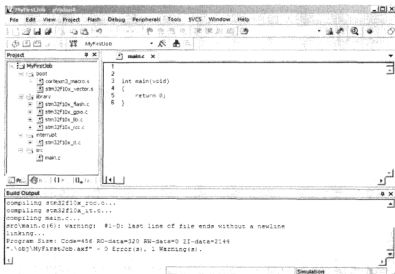 MyFirstJob - μVision4
File Edit View Project Flash Debug Peripherals Tools SVCS Window Help
MyFirstJob
Project
main.c
MyFirstJob
boot
cortexm3_macro.s
stm32f10x_vector.s
library
stm32f10x_flash.c
stm32f10x_gpio.c
stm32f10x_lib.c
stm32f10x_rcc.c
interrupt
stm32f10x_it.c
src
main.c
1
2
3 int main(void)
4 {
5 return 0;
6 }
Build Output
compiling stm32f10x_rcc.c...
compiling stm32f10x_it.c...
compiling main.c...
src\main.c(6): warning: #1-D: last line of file ends without a newline
linking...
Program Size: Code=456 RO-data=320 RW-data=0 ZI-data=2144
".\obj\MyFirstJob.axf" - 0 Error(s), 1 Warning(s).
Simulation